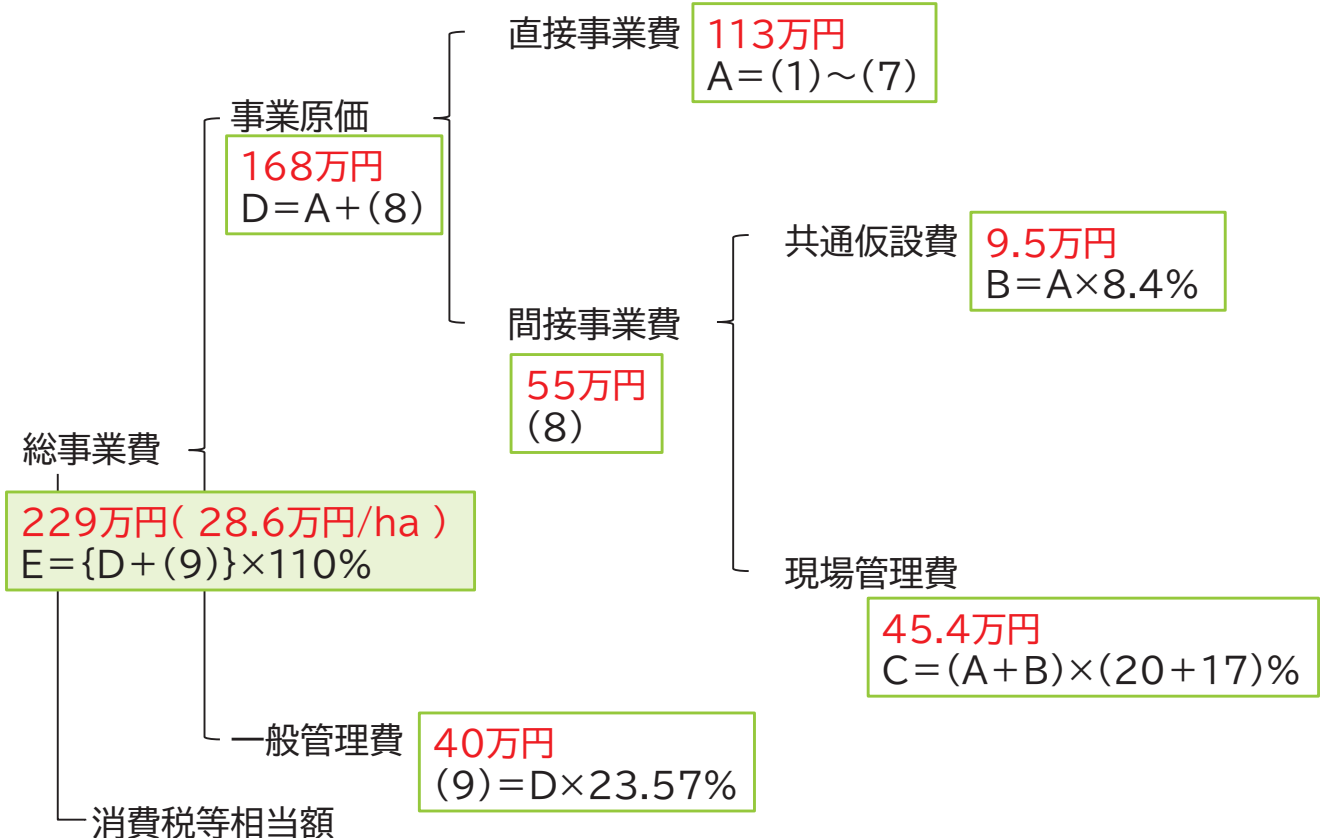 直接事業費
113万円
A=(1)~(7)
事業原価
168万円
D=A+(8)
共通仮設費
9.5万円
B=A×8.4%
間接事業費
55万円
(8)
総事業費
229万円( 28.6万円/ha )
E={D+(9)}×110%
現場管理費
45.4万円
C=(A+B)×(20+17)%
一般管理費
40万円
(9)=D×23.57%
消費税等相当額